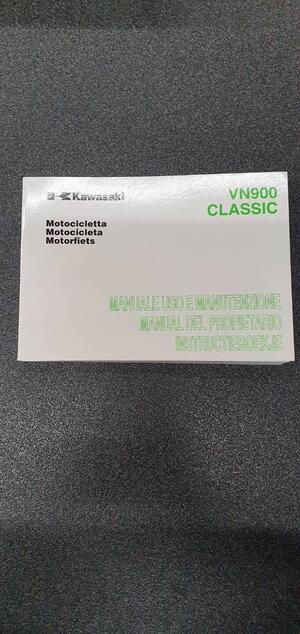 Kawasaki
VN900
CLASSIC
Motocicletta
Motocicleta
Motorfiets
MANUALE USO E MANUTENZIONE
MANUAL DEL PROPIETARIO
INSTRUCTIEBOEKJE